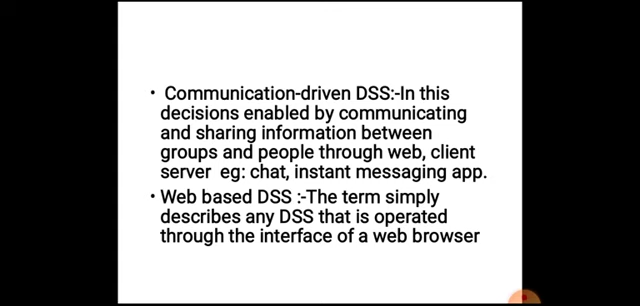 • Communication-driven DSS:-In this
decisions enabled by communicating
and sharing information between
groups and people through web, client
server eg: chat, instant messaging app.
• Web based DSS :-The term simply
describes any DSS that is operated
through the interface of a web browser